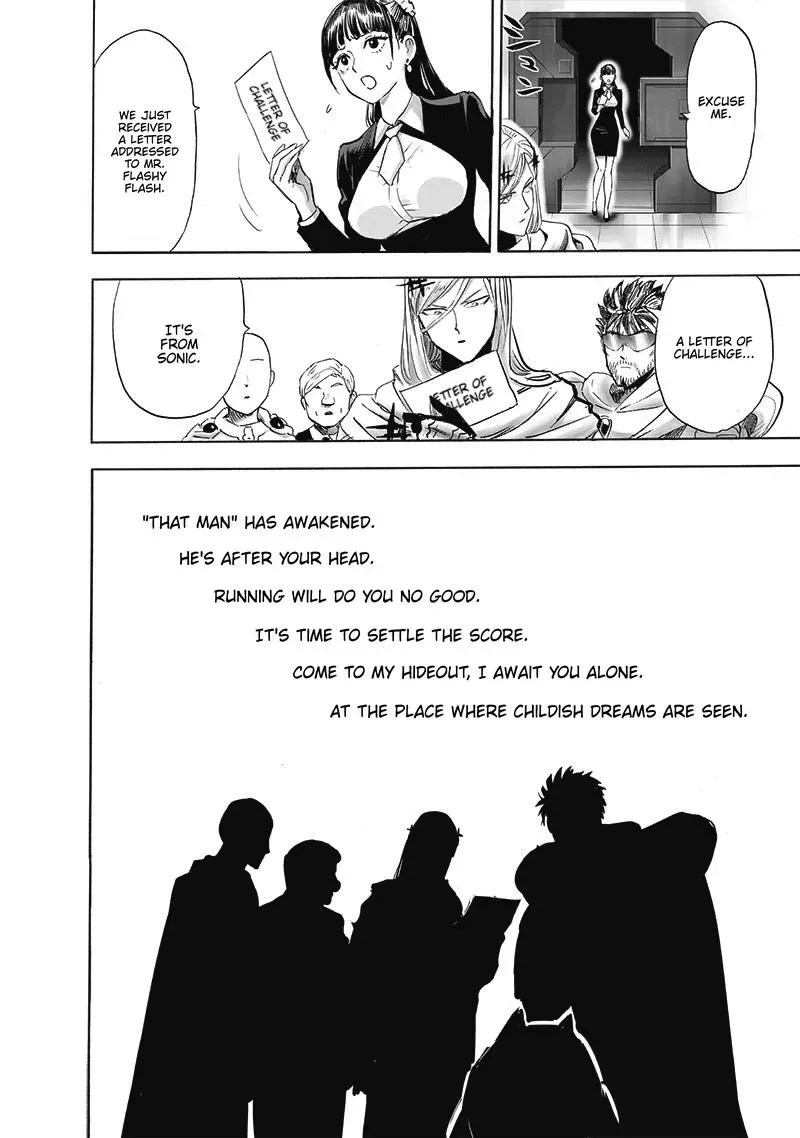 EXCUSE
ME.
シュン
WE JUST
RECEIVED
A LETTER
ADDRESSED
TO MR.
FLASHY
FLASH.
LETTER OF
CHALLENGE
A LETTER OF
CHALLENGE...
LETTER OF
CHALLENGE
IT'S
FROM
SONIC.
"THAT MAN" HAS AWAKENED.
HE'S AFTER YOUR HEAD.
RUNNING WILL DO YOU NO GOOD.
IT'S TIME TO SETTLE THE SCORE.
COME TO MY HIDEOUT, I AWAIT YOU ALONE.
AT THE PLACE WHERE CHILDISH DREAMS ARE SEEN.